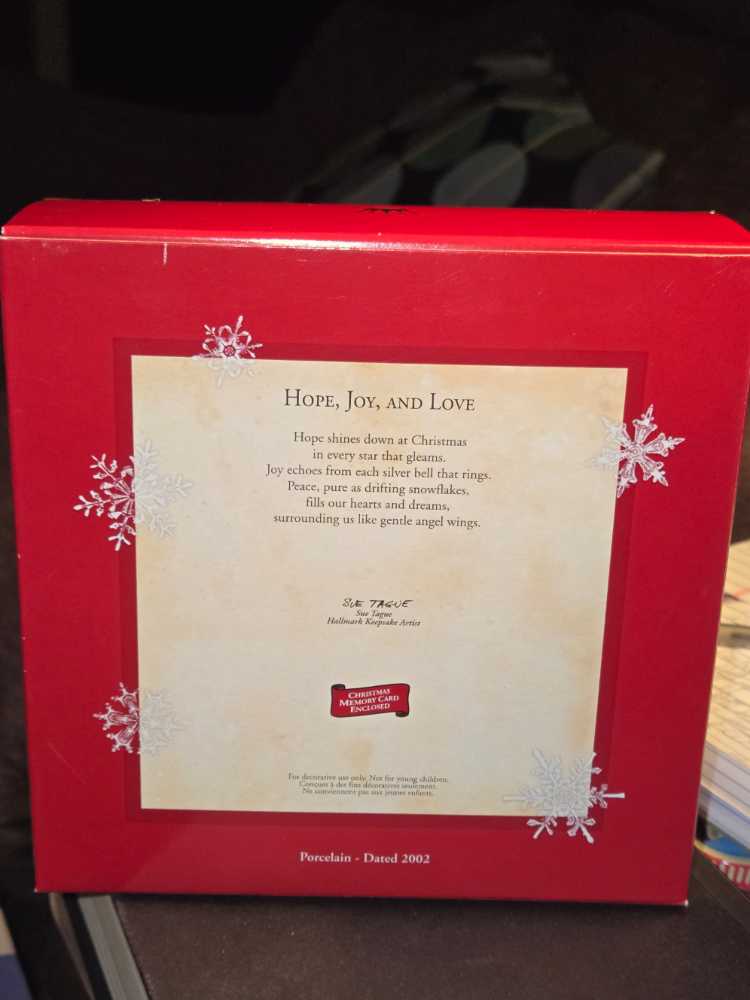 Hope, Joy, and Love
Hope shines down at Christmas
in every star that gleams.
Joy echoes from each silver bell that rings.
Peace, pure as drifting snowflakes,
fills our hearts and dreams,
surrounding us like gentle angel wings.
SUE TAGUE
Sue Tague
Hallmark Keepsake Artist
CHRISTMAS
MEMORY CARD
ENCLOSED
For decorative use only. Not for young children.
Conçues à des fins décoratives seulement.
Ne conviennent pas aux jeunes enfants.
Porcelain - Dated 2002